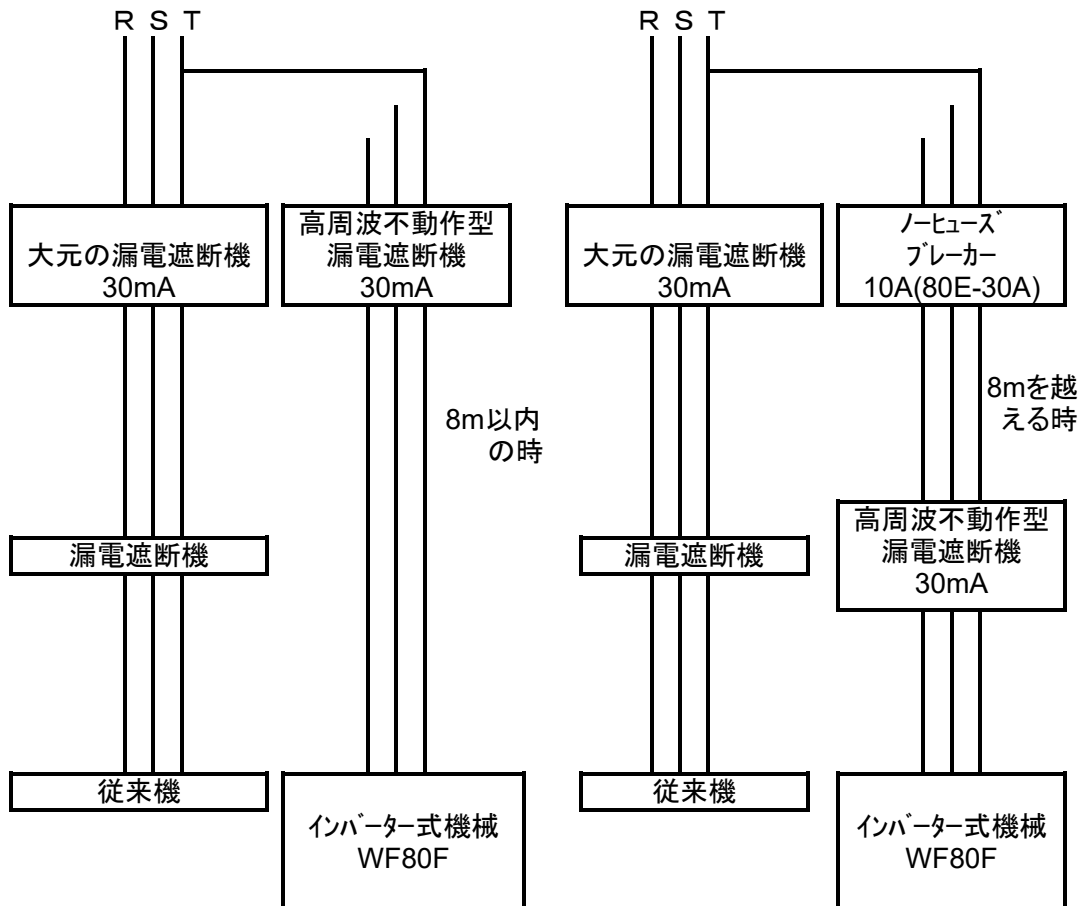 R S T
大元の漏電遮断機
30mA
高周波不動作型
漏電遮断機
30mA
8m以内
の時
漏電遮断機
従来機
インバーター式機械
WF80F
R S T
大元の漏電遮断機
30mA
ノーヒューズ
ブレーカー
10A(80E-30A)
8mを越
える時
高周波不動作型
漏電遮断機
30mA
漏電遮断機
従来機
インバーター式機械
WF80F